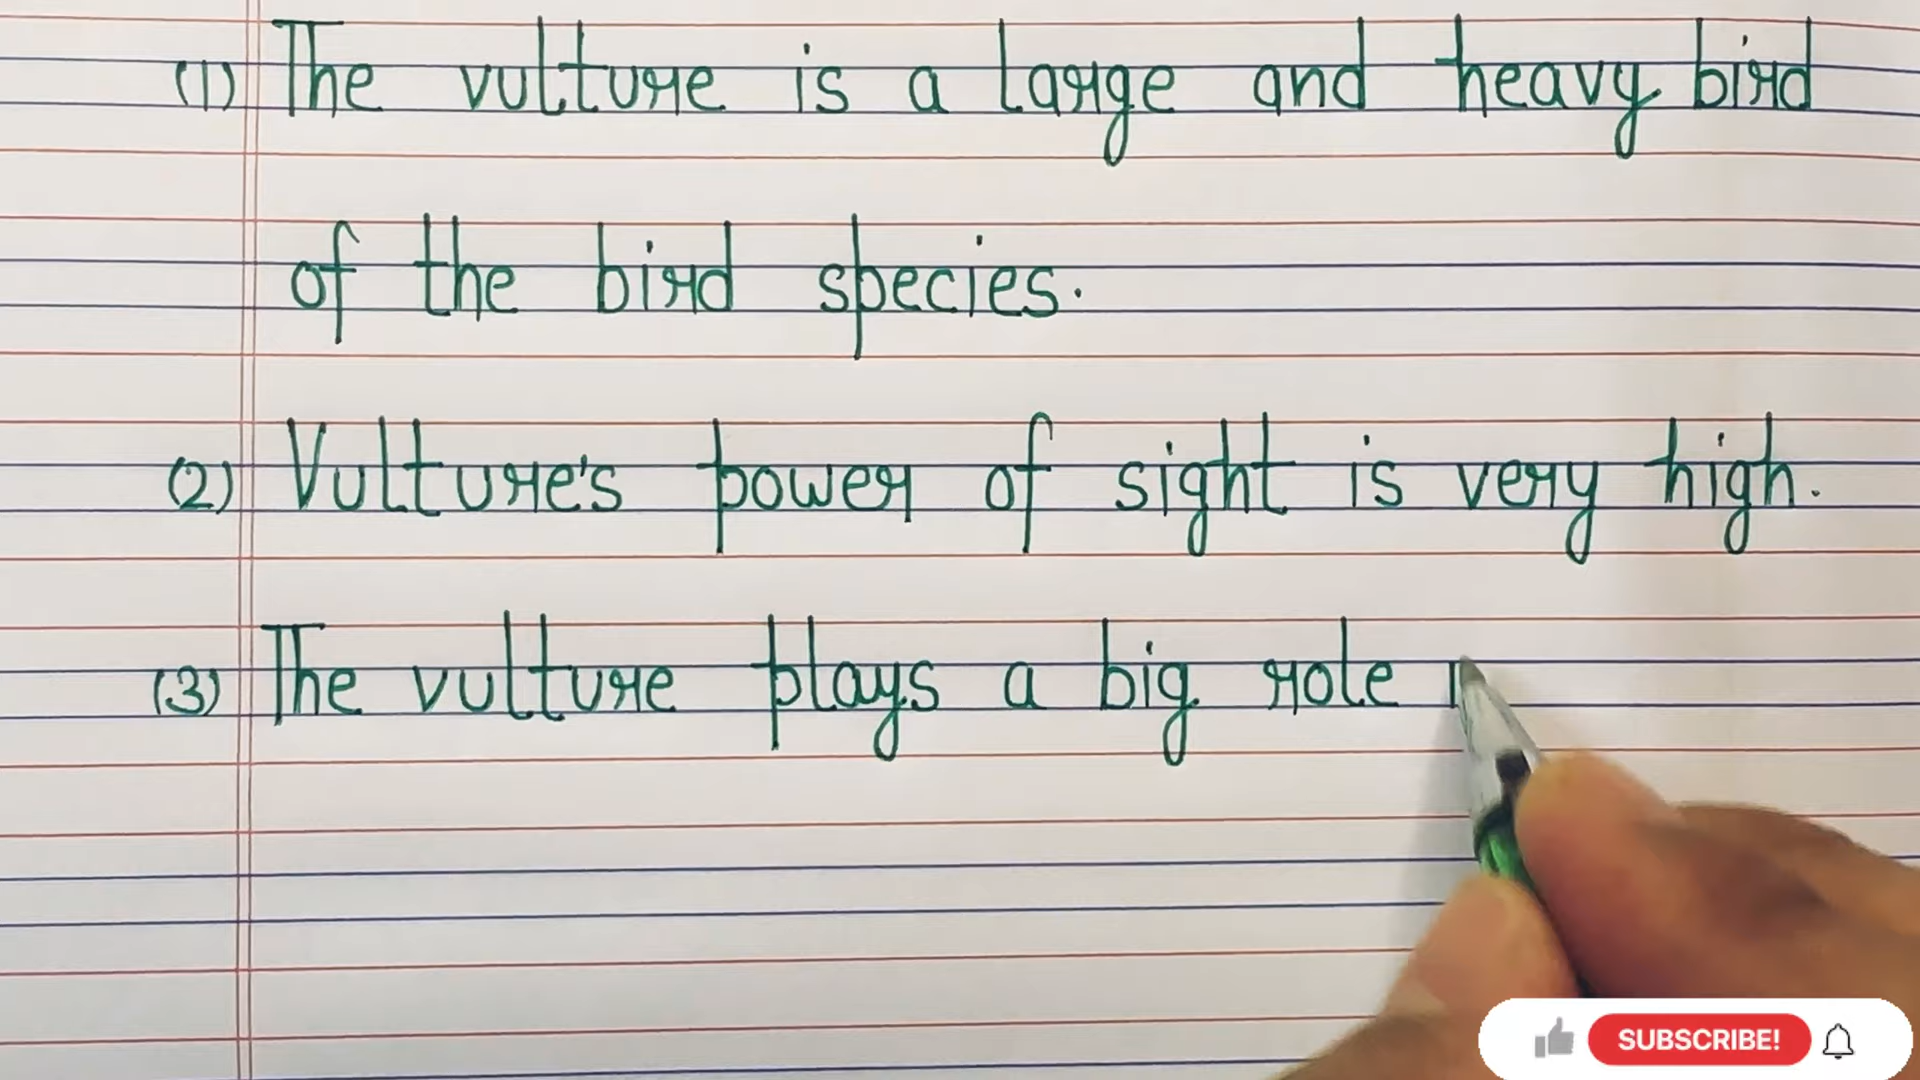 (1) The vulture is a large and heavy bird
of the bird species.
(2) Vulture's power of sight is very high.
(3) The vulture plays a big role
SUBSCRIBE!